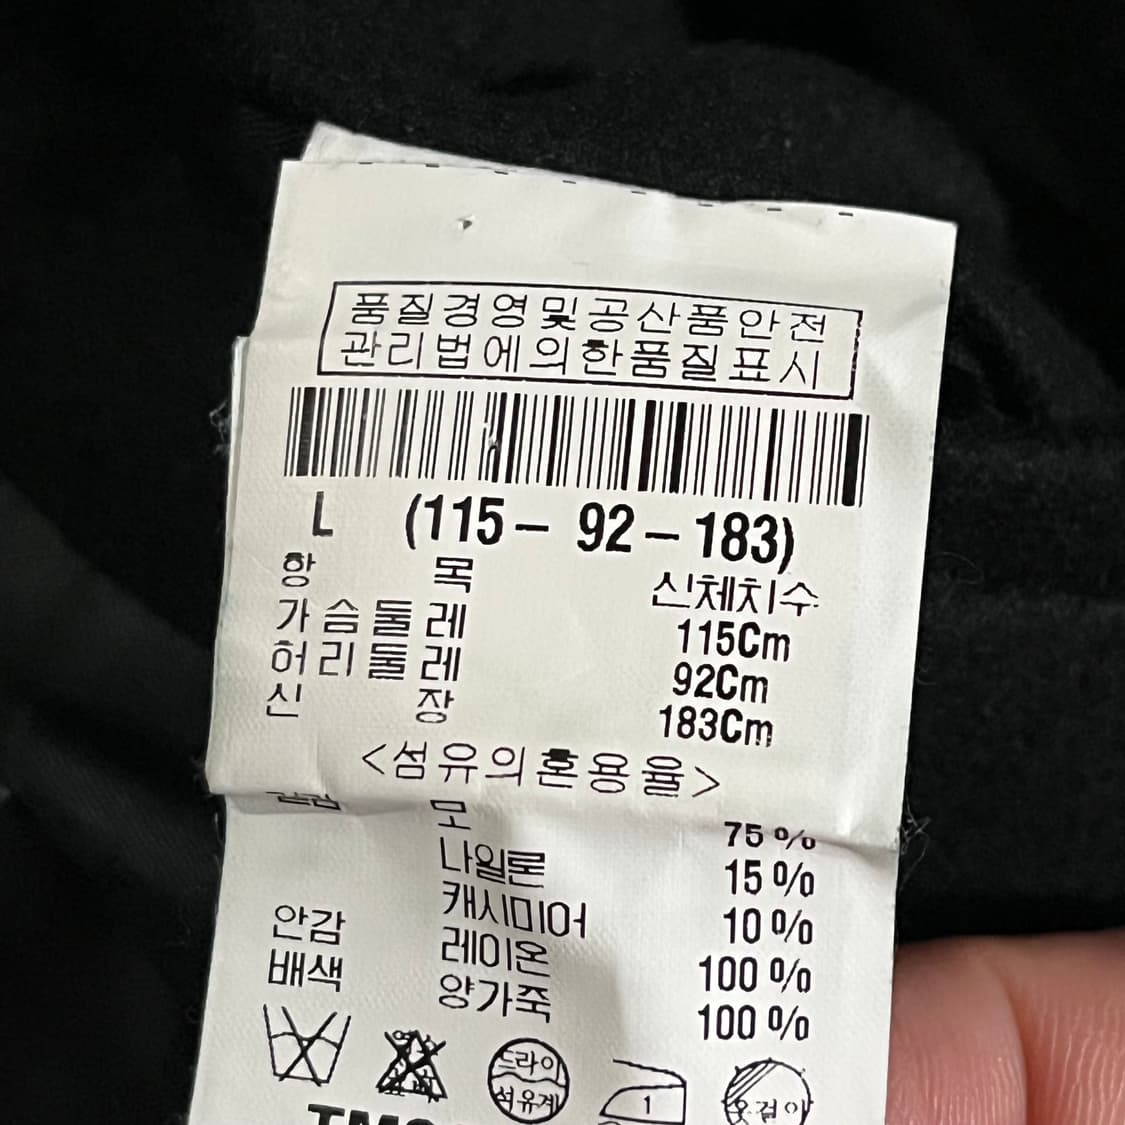 품질경영및공산품안전
관리법에의한품질표시
L (115- 92-183)
항 목 신체치수
가슴둘레 115Cm
허리둘레 92Cm
신 장 183Cm
<섬유의혼용율>
모 75%
나일론 15%
캐시미어 10%
안감 레이온 100%
배색 양가죽 100%
드라이
석유계
1
옷걸이